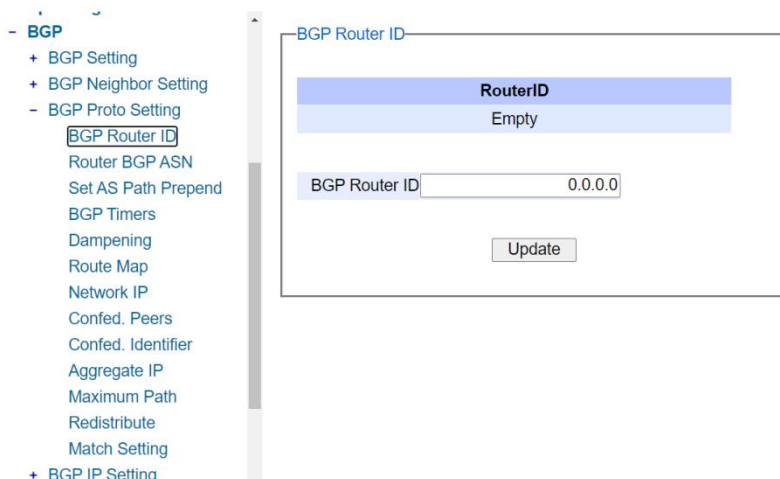 - BGP
+ BGP Setting
+ BGP Neighbor Setting
- BGP Proto Setting
BGP Router ID
Router BGP ASN
Set AS Path Prepend
BGP Timers
Dampening
Route Map
Network IP
Confed. Peers
Confed. Identifier
Aggregate IP
Maximum Path
Redistribute
Match Setting
+ BGP IP Setting
BGP Router ID
RouterID
Empty
BGP Router ID 0.0.0.0
Update